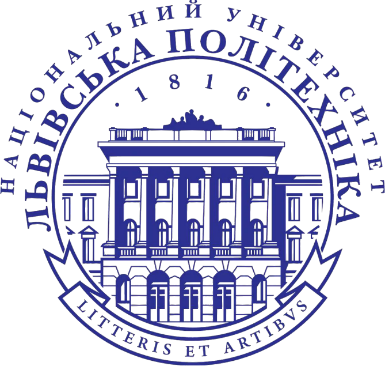 НАЦІОНАЛЬНИЙ УНІВЕРСИТЕТ
ЛЬВІВСЬКА ПОЛІТЕХНІКА
· 1816 ·
LITTERIS ET ARTIBVS